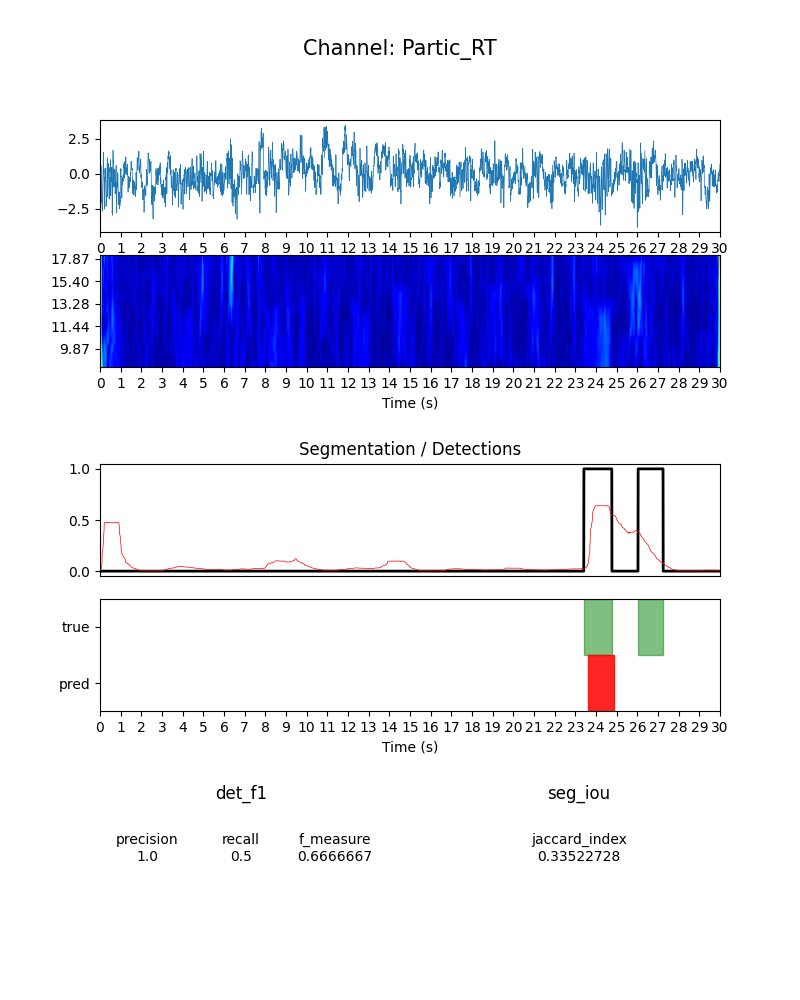 Channel: Partic_RT
2.5
0.0
−2.5
0 1 2 3 4 5 6 7 8 9 10 11 12 13 14 15 16 17 18 19 20 21 22 23 24 25 26 27 28 29 30
17.87
15.40
13.28
11.44
9.87
0 1 2 3 4 5 6 7 8 9 10 11 12 13 14 15 16 17 18 19 20 21 22 23 24 25 26 27 28 29 30
Time (s)
Segmentation / Detections
1.0
0.5
0.0
true
pred
0 1 2 3 4 5 6 7 8 9 10 11 12 13 14 15 16 17 18 19 20 21 22 23 24 25 26 27 28 29 30
Time (s)
det_f1 seg_iou
precision recall f_measure jaccard_index
1.0 0.5 0.6666667 0.33522728